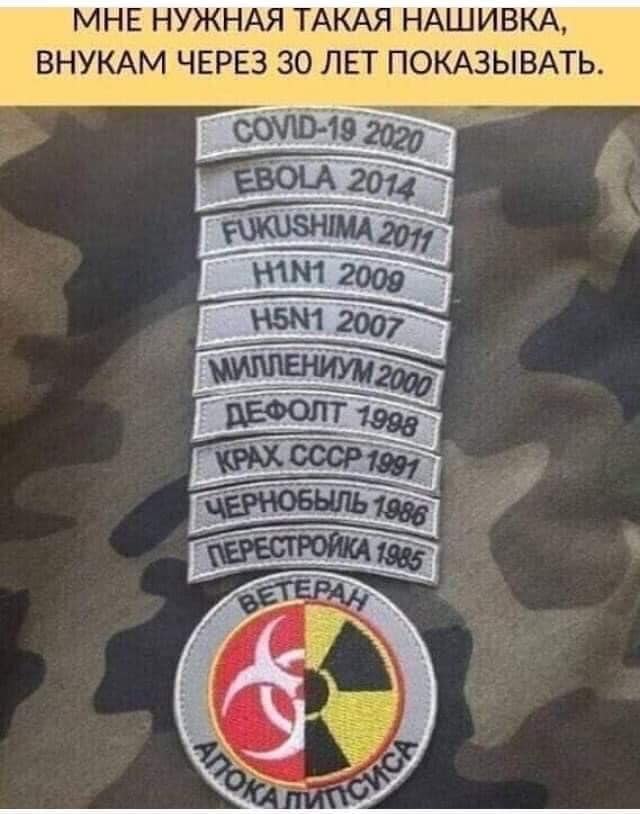 МНЕ НУЖНАЯ ТАКАЯ НАШИВКА,
ВНУКАМ ЧЕРЕЗ 30 ЛЕТ ПОКАЗЫВАТЬ.
COVID-19 2020
EBOLA 2014
FUKUSHIMA 2011
H1N1 2009
H5N1 2007
МИЛЛЕНИУМ 2000
ДЕФОЛТ 1998
КРАХ СССР 1991
ЧЕРНОБЫЛЬ 1986
ПЕРЕСТРОЙКА 1985
ВЕТЕРАН
АПОКАЛИПСИСА